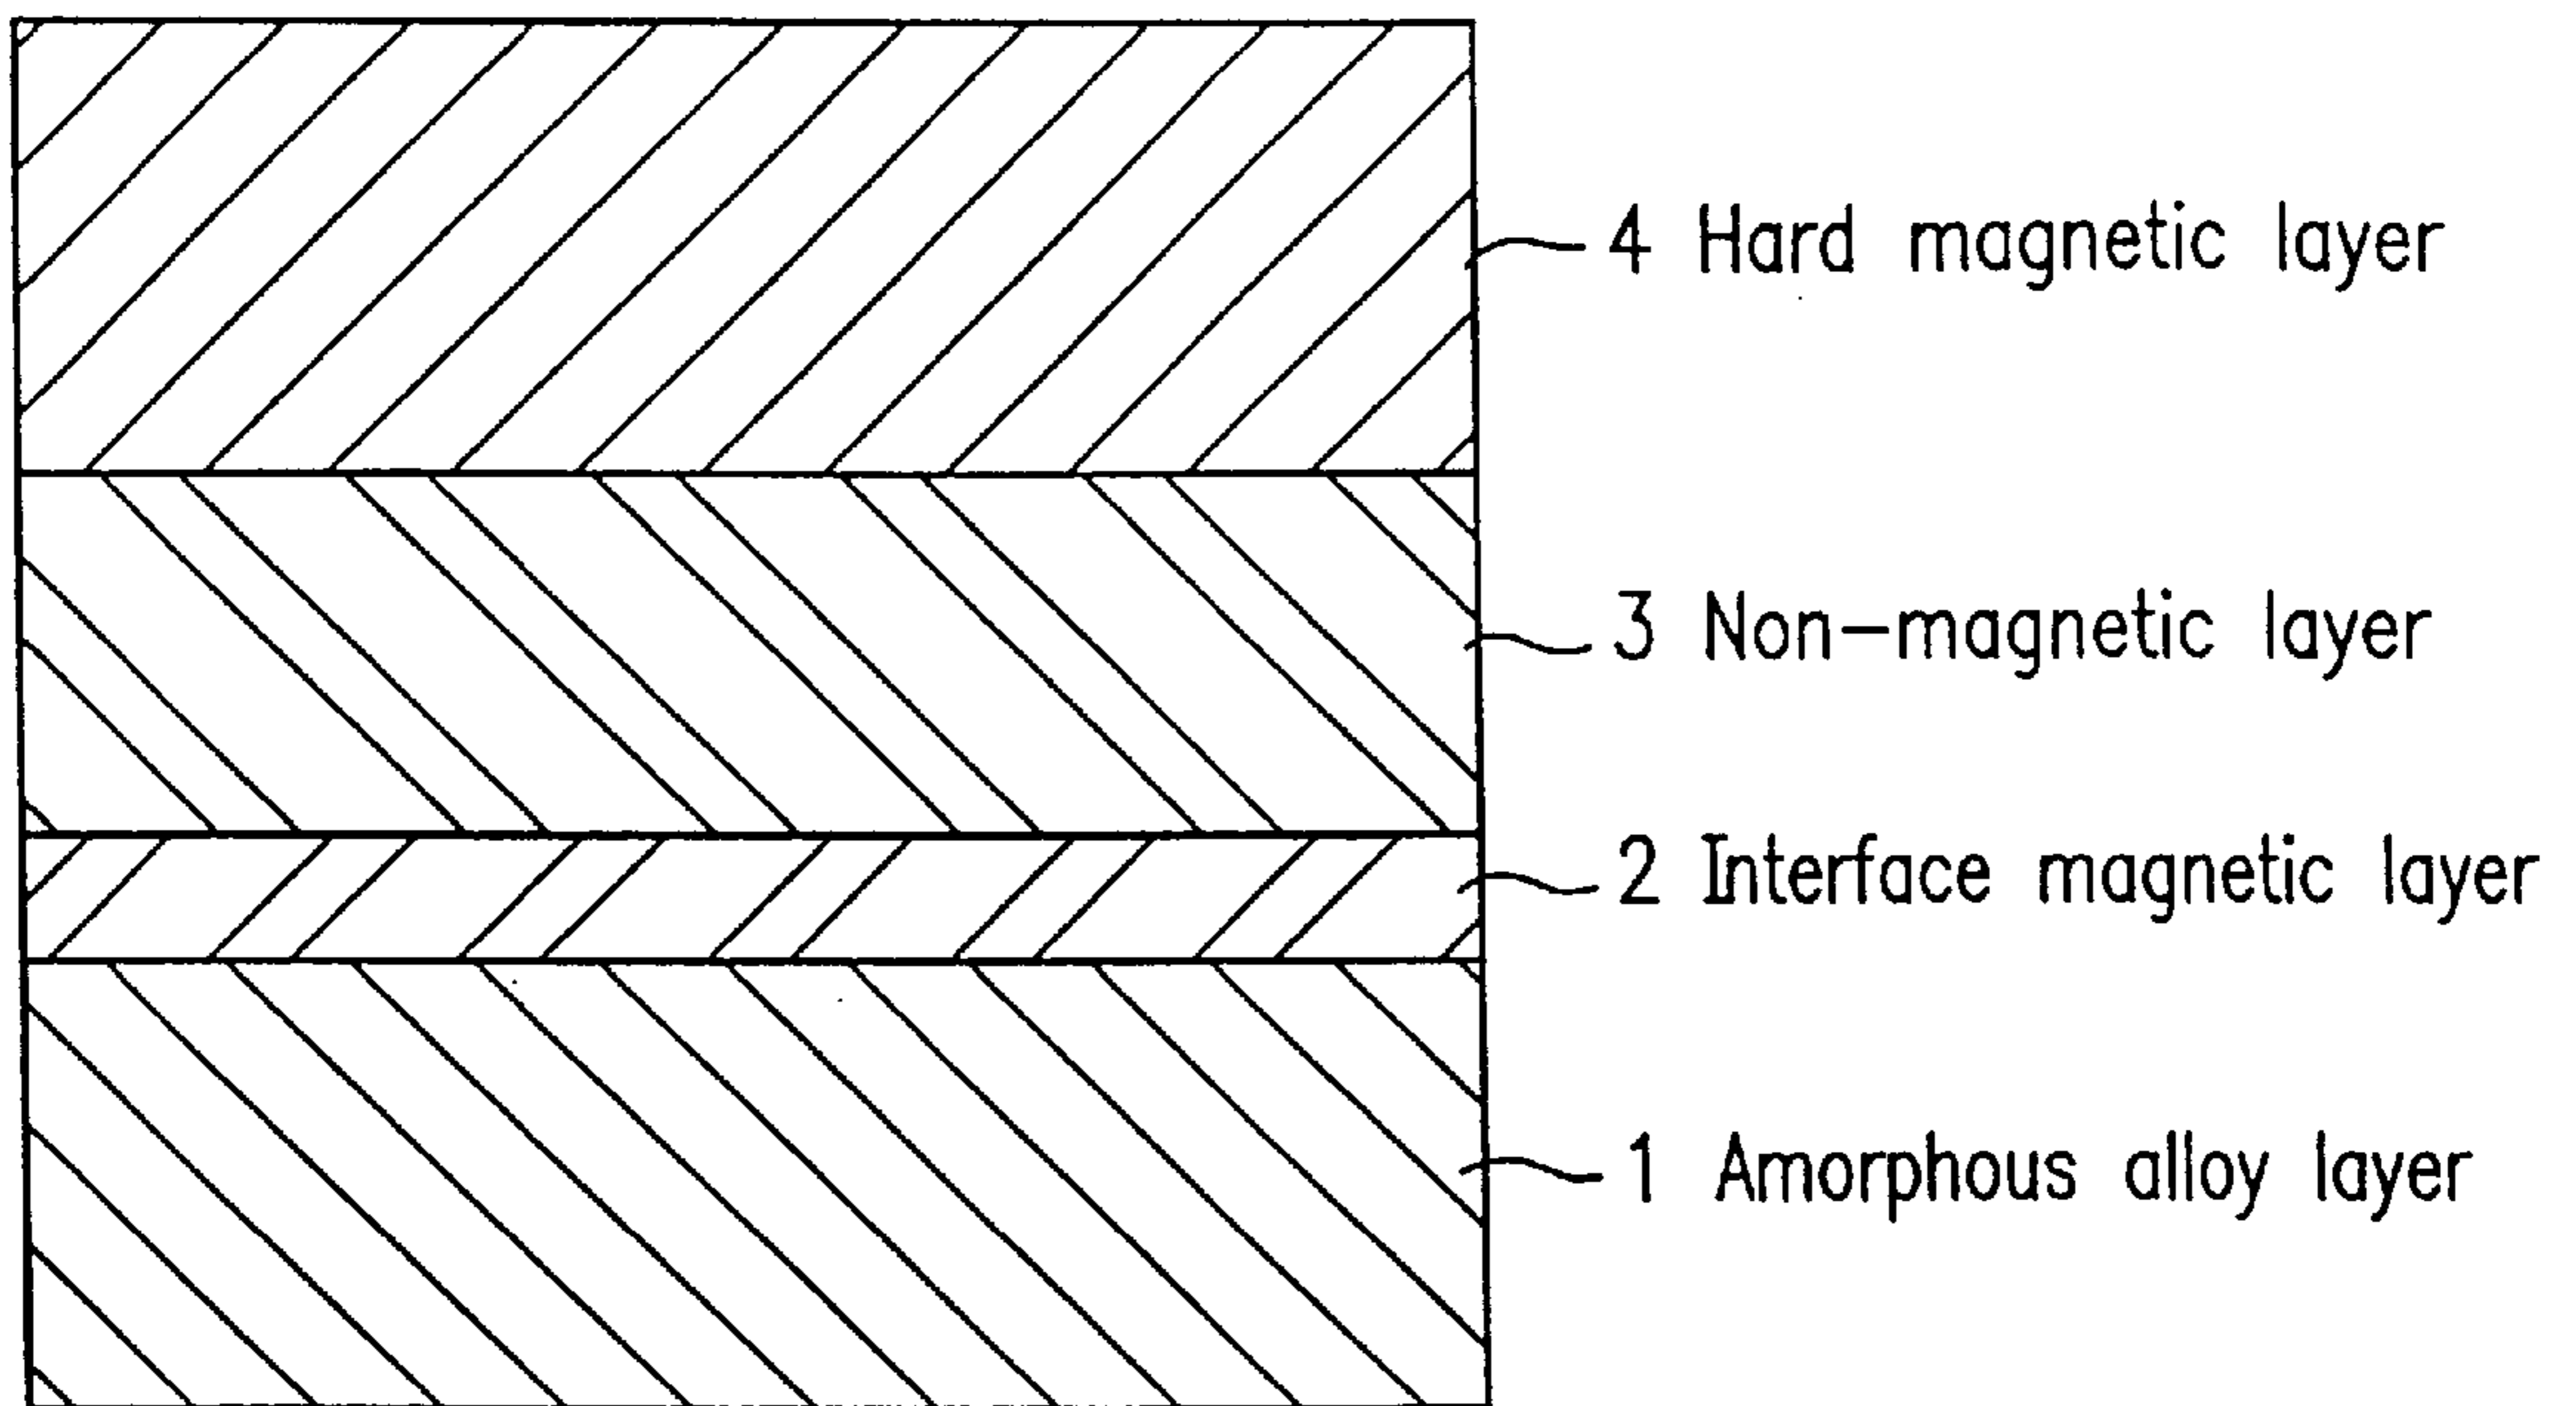 4 Hard magnetic layer
3 Non-magnetic layer
2 Interface magnetic layer
1 Amorphous alloy layer